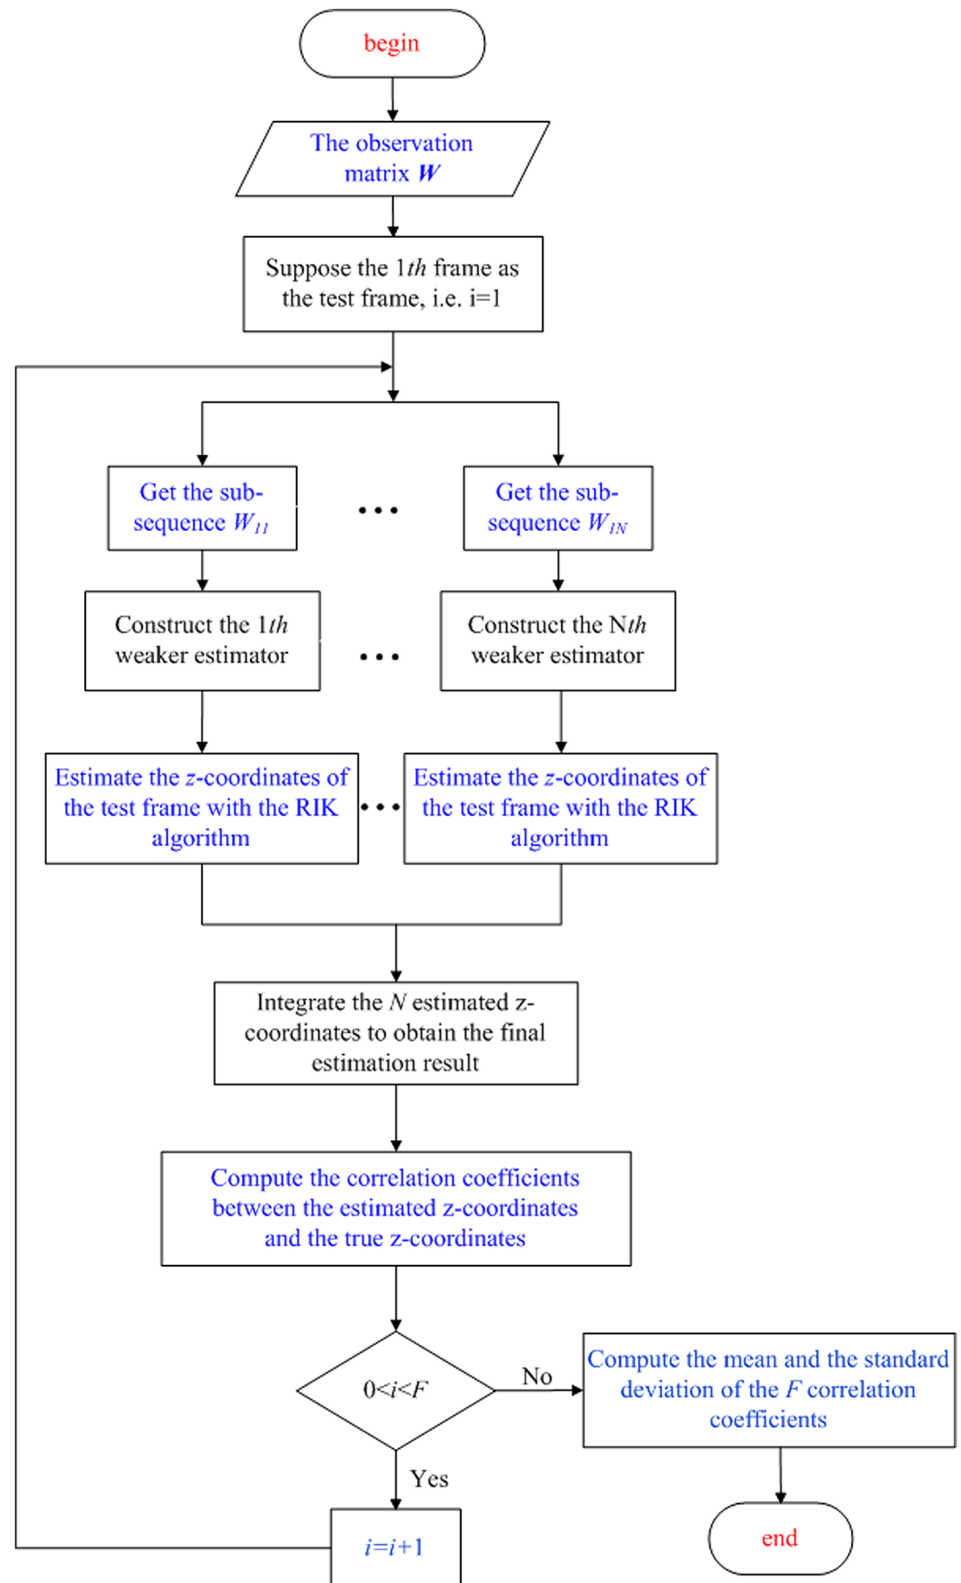 begin
The observation
matrix W
Suppose the 1th frame as
the test frame, i.e. i=1
Get the sub-
sequence W11
...
Get the sub-
sequence W1N
Construct the 1th
weaker estimator
...
Construct the Nth
weaker estimator
Estimate the z-coordinates of
the test frame with the RIK
algorithm
...
Estimate the z-coordinates of
the test frame with the RIK
algorithm
Integrate the N estimated z-
coordinates to obtain the final
estimation result
Compute the correlation coefficients
between the estimated z-coordinates
and the true z-coordinates
0<i<F
No
Compute the mean and the standard
deviation of the F correlation
coefficients
Yes
i=i+1
end